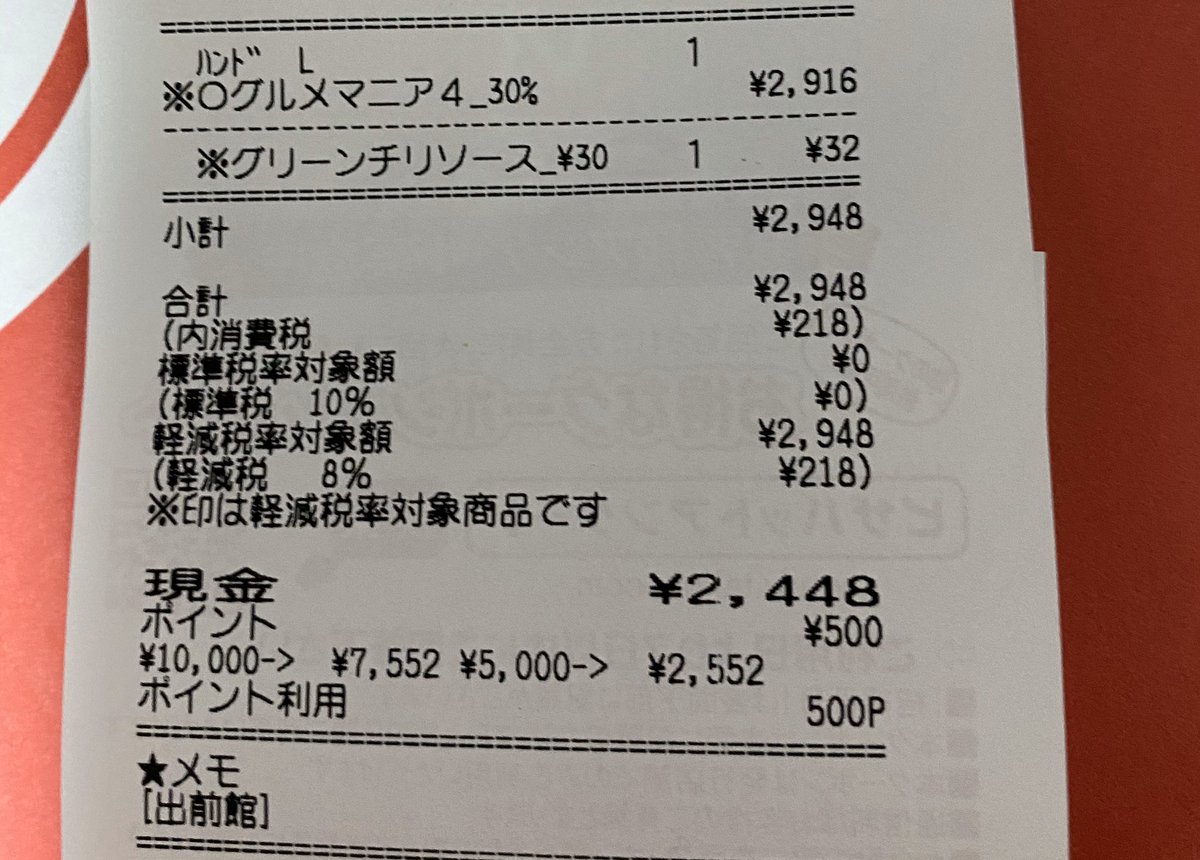 ﾊﾝﾄﾞ L 1
※〇グルメマニア４_30% ¥2,916
※グリーンチリソース_¥30 1 ¥32
小計 ¥2,948
合計 ¥2,948
(内消費税 ¥218)
標準税率対象額 ¥0
(標準税 10% ¥0)
軽減税率対象額 ¥2,948
(軽減税 8% ¥218)
※印は軽減税率対象商品です
現金 ¥2,448
ポイント ¥500
¥10,000-> ¥7,552 ¥5,000-> ¥2,552
ポイント利用 500P
★メモ
[出前館]